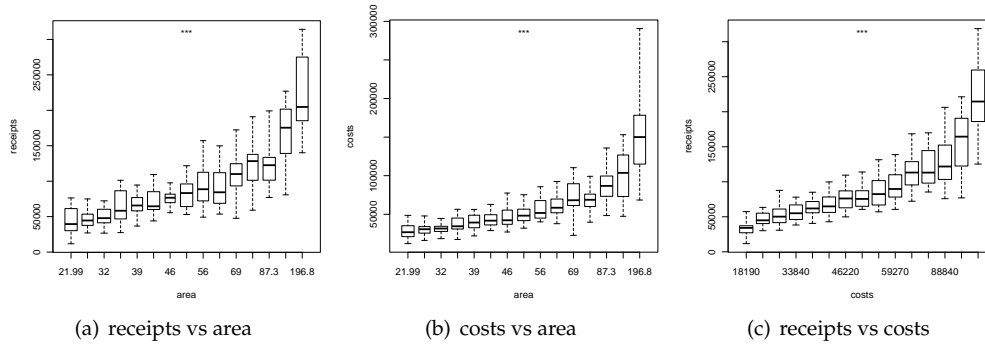 ***
receipts
0 50000 150000 250000
21.99 32 39 46 56 69 87.3 196.8
area
(a) receipts vs area
***
costs
50000 100000 200000 300000
21.99 32 39 46 56 69 87.3 196.8
area
(b) costs vs area
***
receipts
0 50000 150000 250000
18190 33840 46220 59270 88840
costs
(c) receipts vs costs